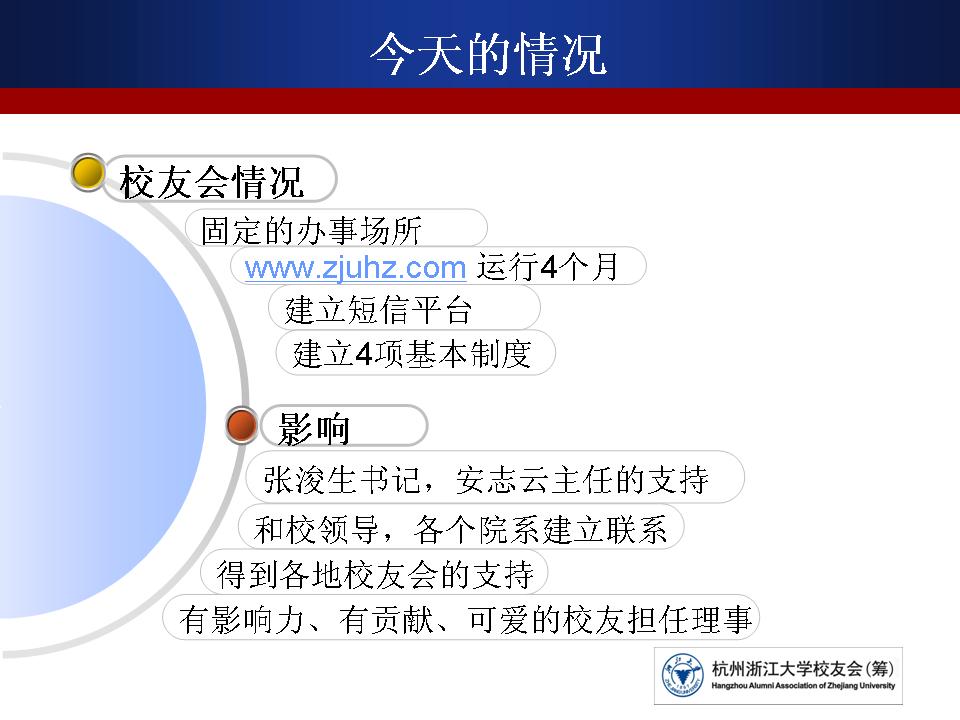 今天的情况
校友会情况
固定的办事场所
www.zjuhz.com 运行4个月
建立短信平台
建立4项基本制度
影响
张浚生书记，安志云主任的支持
和校领导，各个院系建立联系
得到各地校友会的支持
有影响力、有贡献、可爱的校友担任理事
杭州浙江大学校友会(筹)
Hangzhou Alumni Association of Zhejiang University